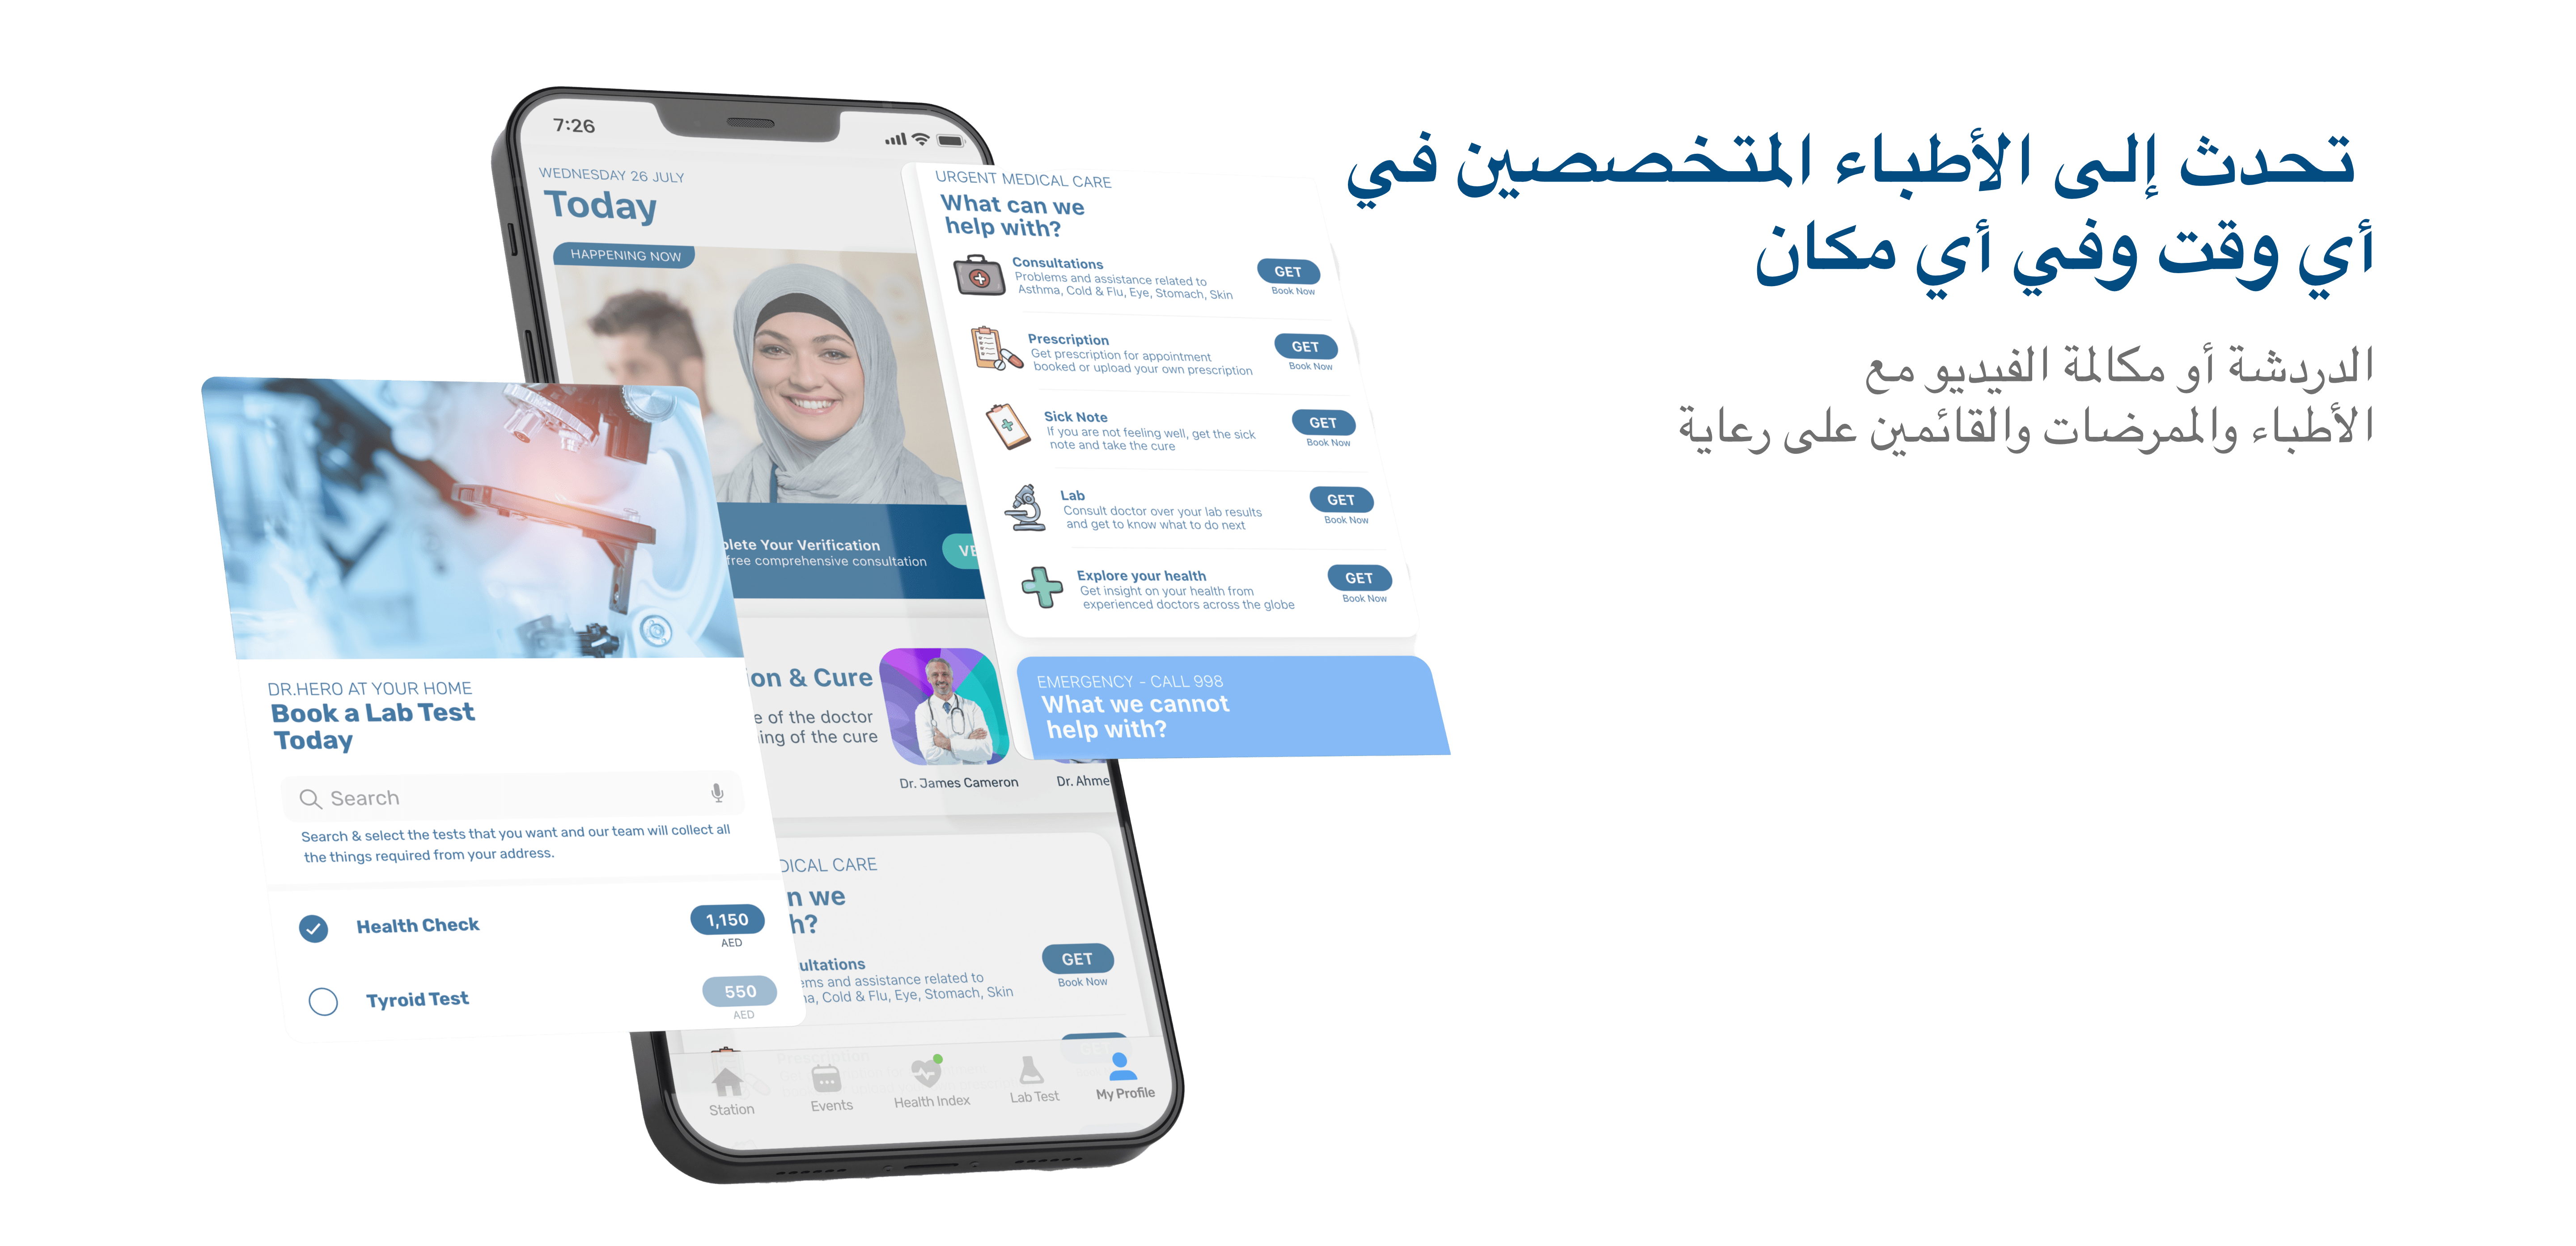 تحدث إلى الأطباء المتخصصين في
أي وقت وفي أي مكان
الدردشة أو مكالمة الفيديو مع
الأطباء والممرضات والقائمين على رعاية
7:26
WEDNESDAY 26 JULY
Today
HAPPENING NOW
Your Verification
free comprehensive consultation
& Cure
of the doctor
of the cure
Dr. James Cameron
Dr.
CARE
we
GET
Book Now
and assistance related to
Cold & Flu, Eye, Stomach, Skin
Prescription
Station
Events
Health Index
Lab Test
My Profile
URGENT MEDICAL CARE
What can we
help with?
Consultations
Problems and assistance related to
Asthma, Cold & Flu, Eye, Stomach, Skin
GET
Book Now
Prescription
Get prescription for appointment
booked or upload your own prescription
GET
Book Now
Sick Note
If you are not feeling well, get the sick
note and take the cure
GET
Book Now
Lab
Consult doctor over your lab results
and get to know what to do next
GET
Book Now
Explore your health
Get insight on your health from
experienced doctors across the globe
GET
Book Now
EMERGENCY - CALL 998
What we cannot
help with?
DR.HERO AT YOUR HOME
Book a Lab Test
Today
Search
Search & select the tests that you want and our team will collect all
the things required from your address.
Health Check
1,150
AED
Tyroid Test
550
AED